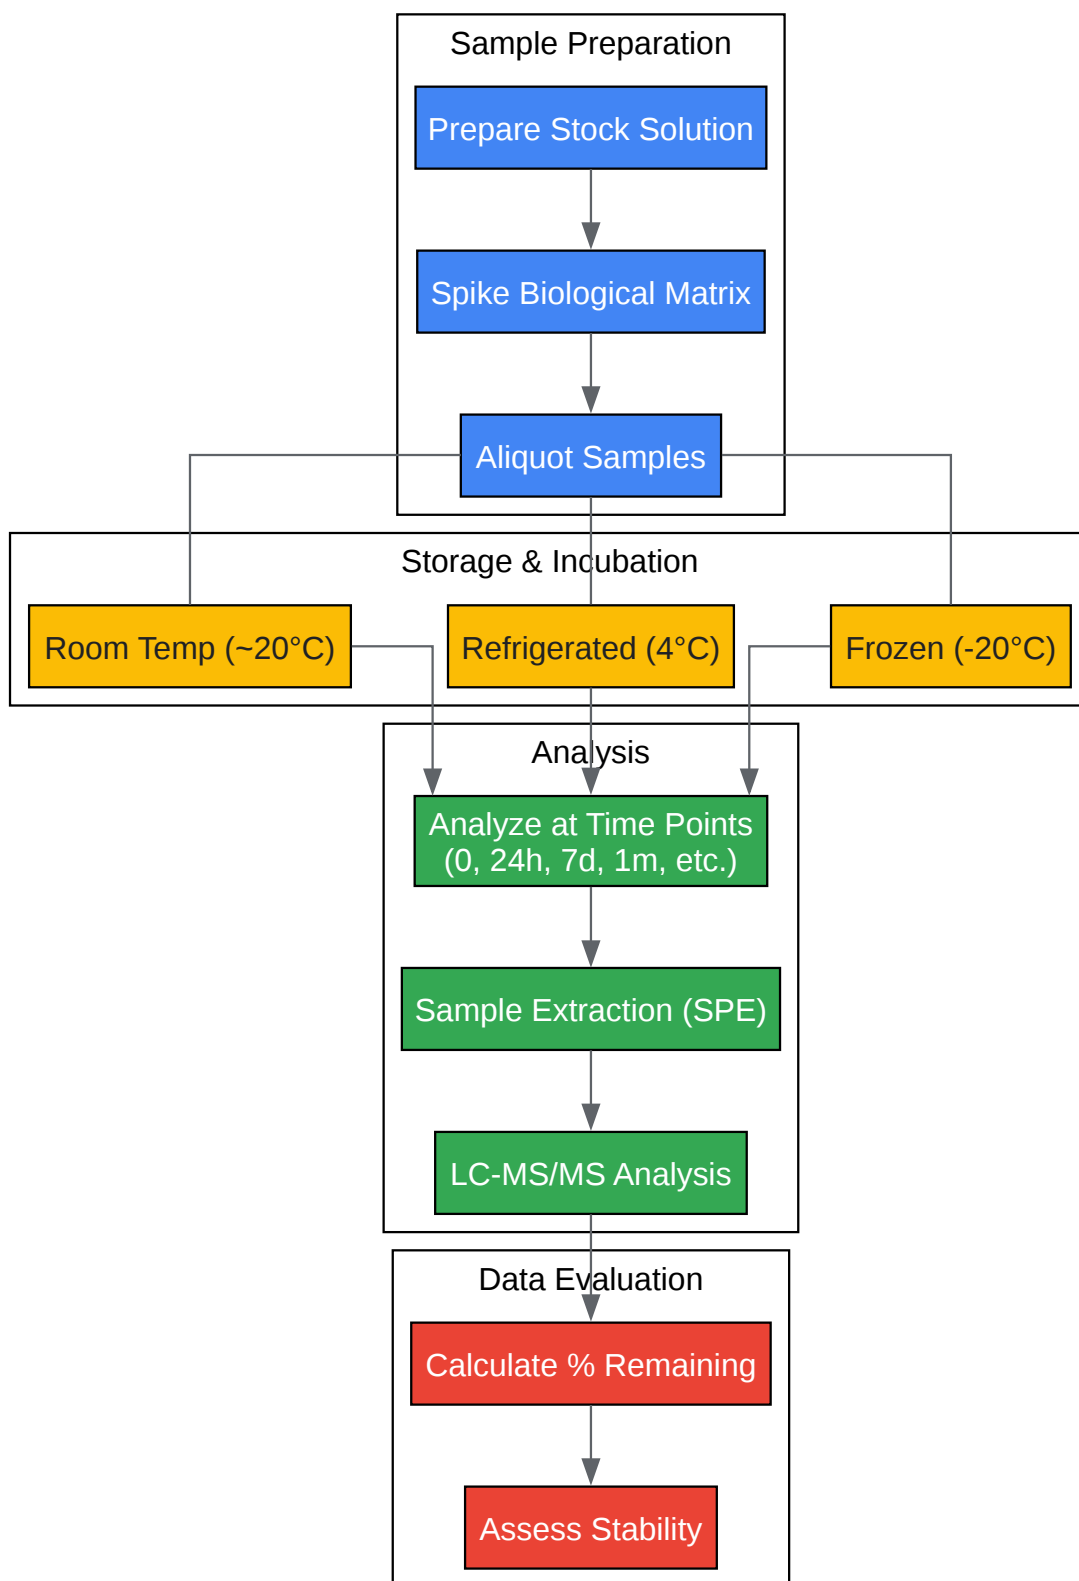 Sample Preparation
Prepare Stock Solution
Spike Biological Matrix
Aliquot Samples
Storage & Incubation
Room Temp (~20°C)
Refrigerated (4°C)
Frozen (-20°C)
Analysis
Analyze at Time Points
(0, 24h, 7d, 1m, etc.)
Sample Extraction (SPE)
LC-MS/MS Analysis
Data Evaluation
Calculate % Remaining
Assess Stability